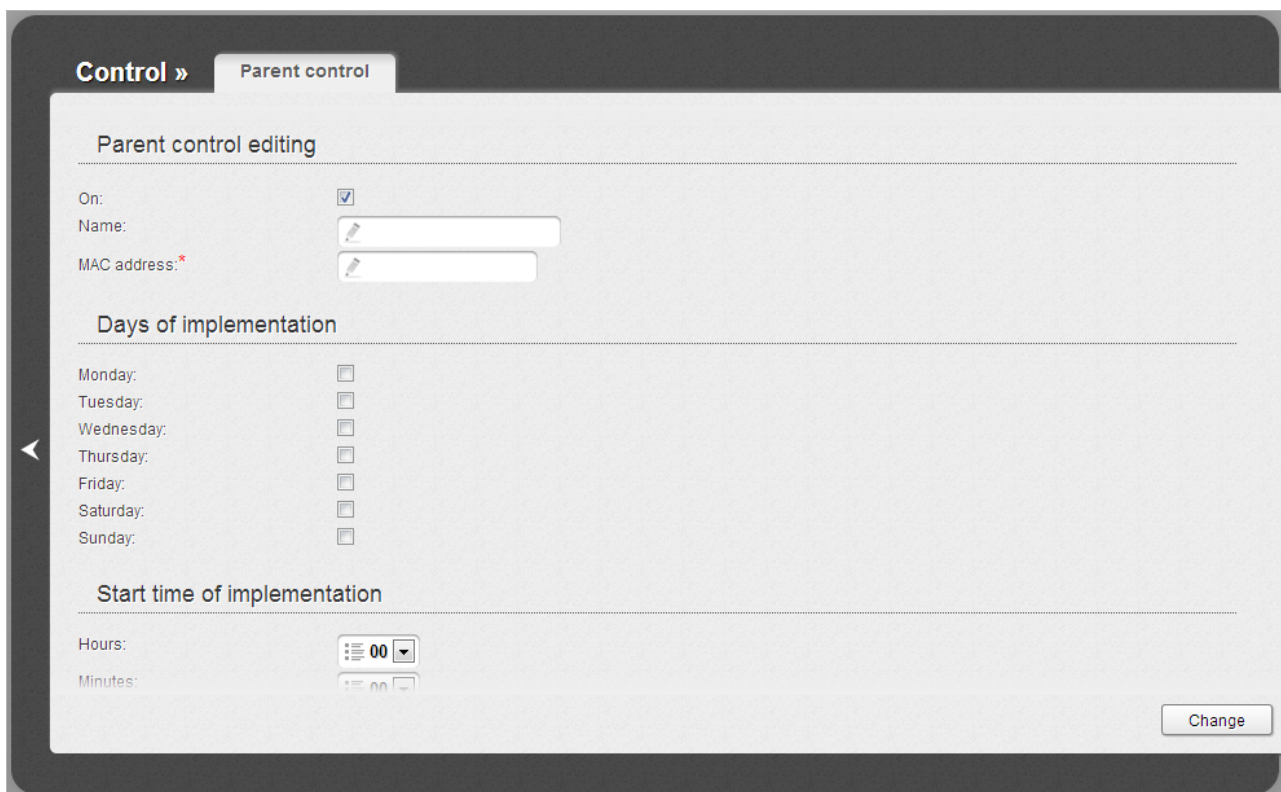 Control »
Parent control
Parent control editing
On:
Name:
MAC address:*
Days of implementation
Monday:
Tuesday:
Wednesday:
Thursday:
Friday:
Saturday:
Sunday:
Start time of implementation
Hours: 00
Minutes: 00
Change